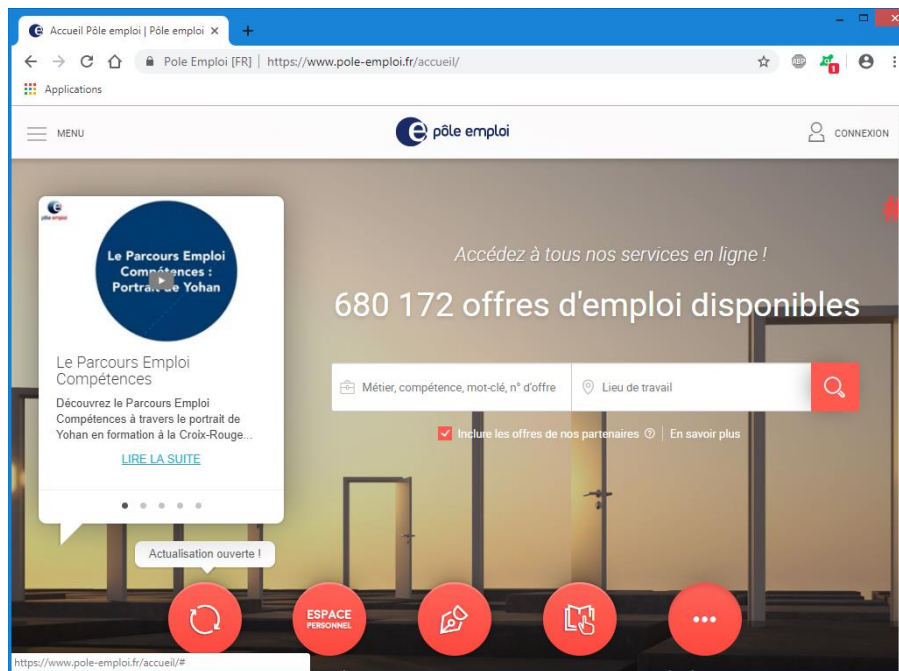 Accueil Pôle emploi | Pôle emploi
Pole Emploi [FR] | https://www.pole-emploi.fr/accueil/
ABP
1
Applications
MENU
pôle emploi
CONNEXION
#
pôle emploi
Le Parcours Emploi
Compétences :
Portrait de Yohan
Le Parcours Emploi
Compétences
Découvrez le Parcours Emploi
Compétences à travers le portrait de
Yohan en formation à la Croix-Rouge...
LIRE LA SUITE
Accédez à tous nos services en ligne !
680 172 offres d'emploi disponibles
Métier, compétence, mot-clé, n° d'offre
Lieu de travail
Inclure les offres de nos partenaires ? | En savoir plus
Actualisation ouverte !
ESPACE
PERSONNEL
https://www.pole-emploi.fr/accueil/#